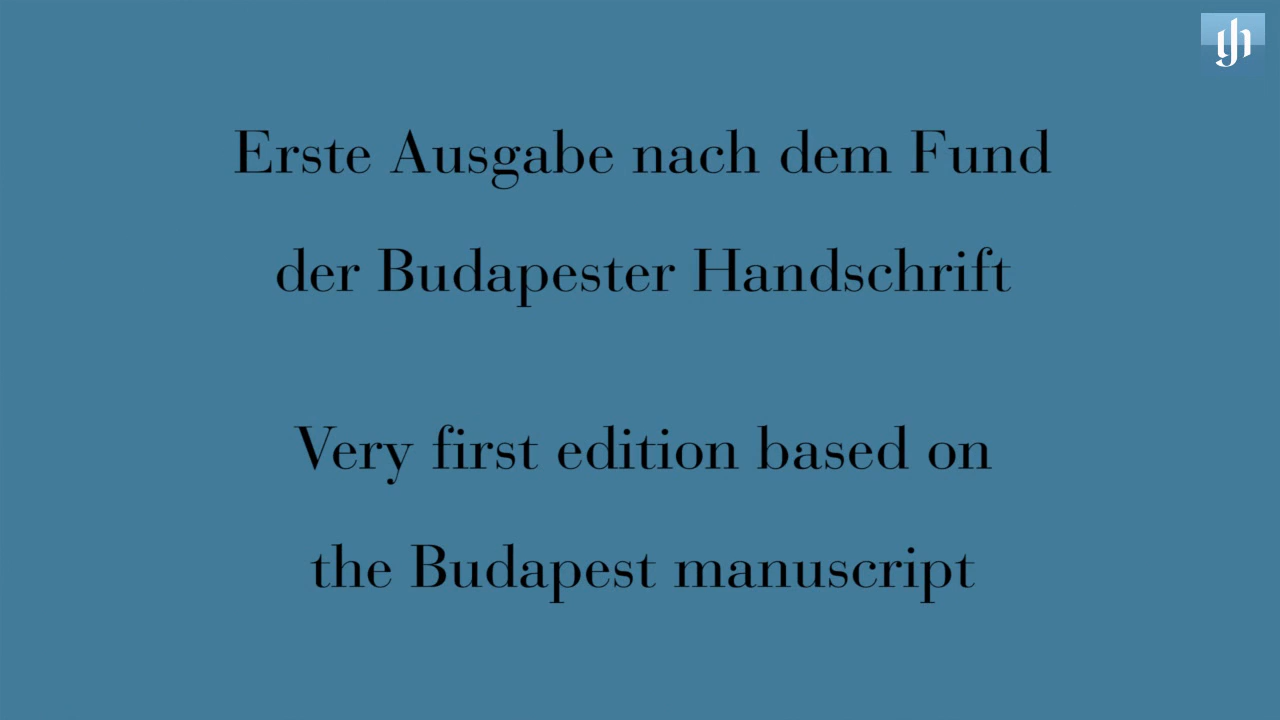 Erste Ausgabe nach dem Fund
der Budapester Handschrift
Very first edition based on
the Budapest manuscript